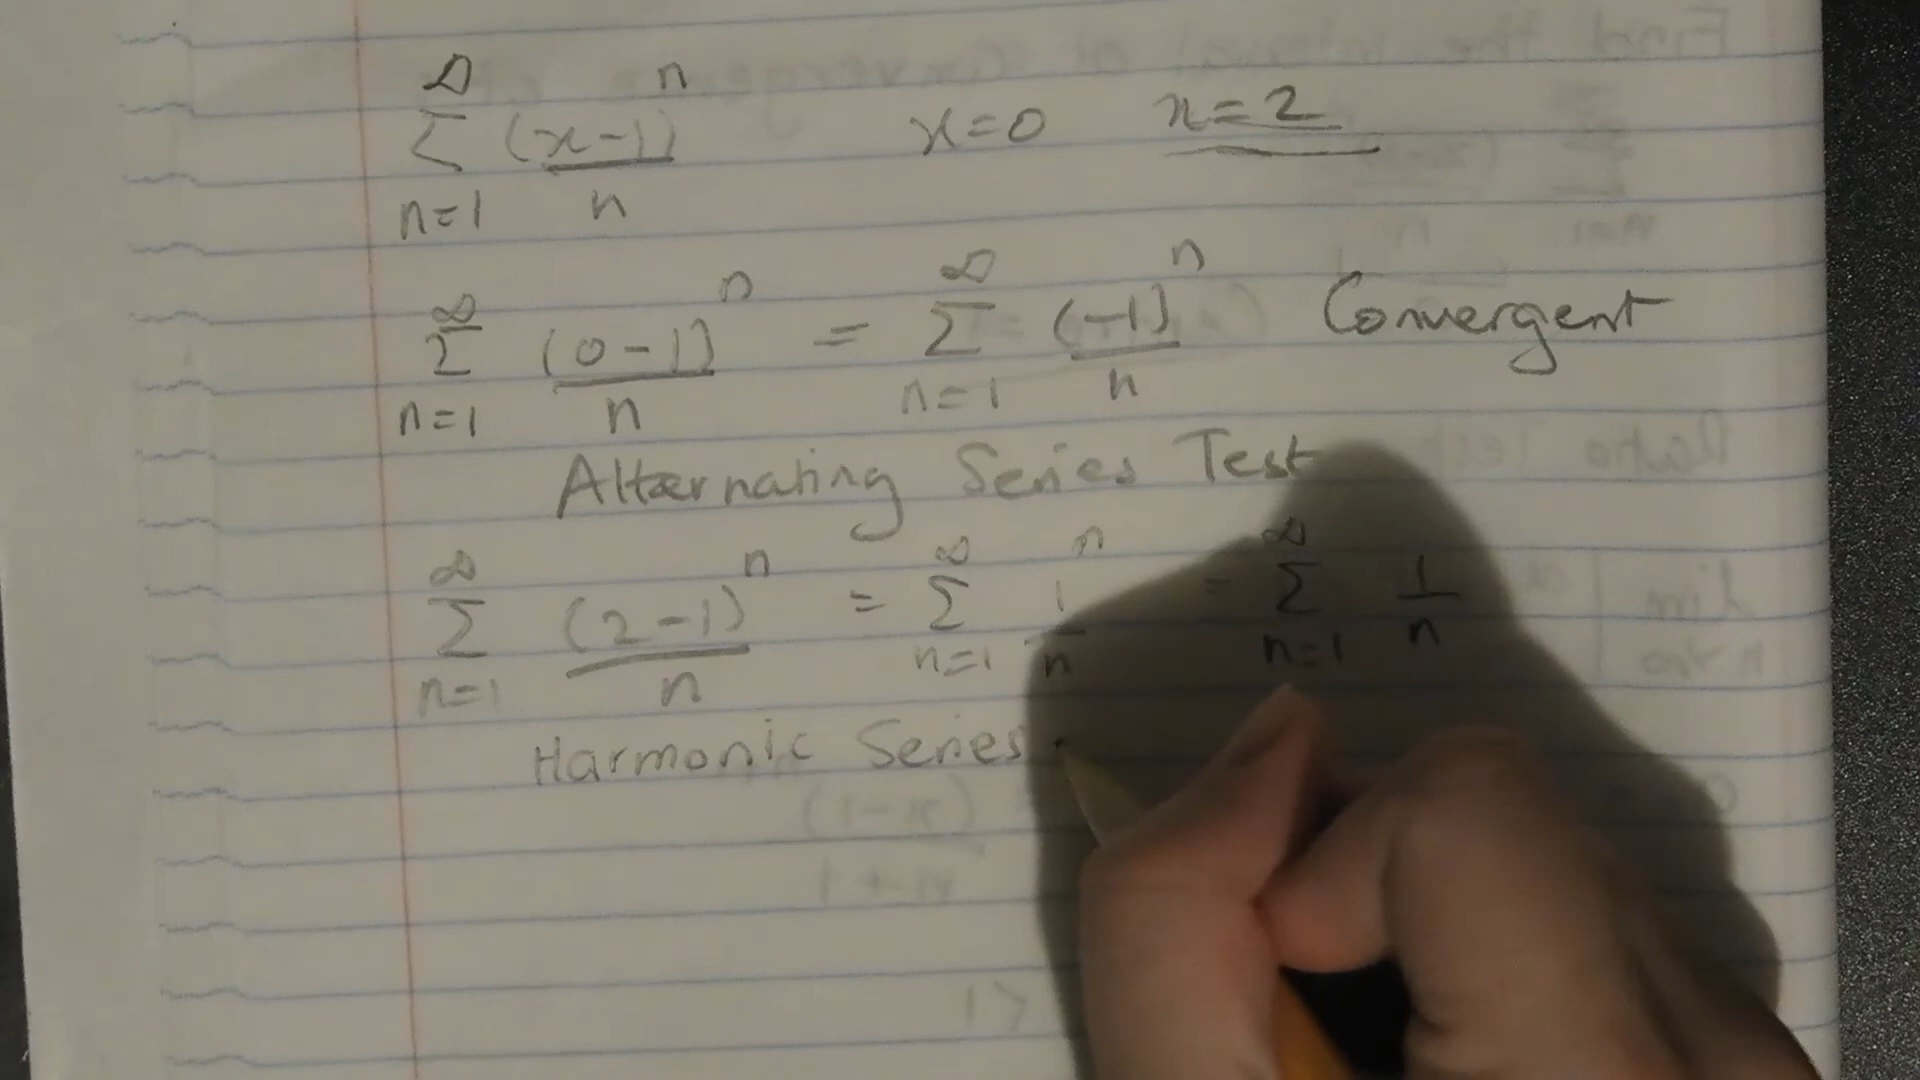 ∞ Σ n=1 (x-1)^n / n x=0 x=2
∞ Σ n=1 (0-1)^n / n = ∞ Σ n=1 (-1)^n / n Convergent
Alternating Series Test
∞ Σ n=1 (2-1)^n / n = ∞ Σ n=1 1^n / n = ∞ Σ n=1 1 / n
Harmonic Series